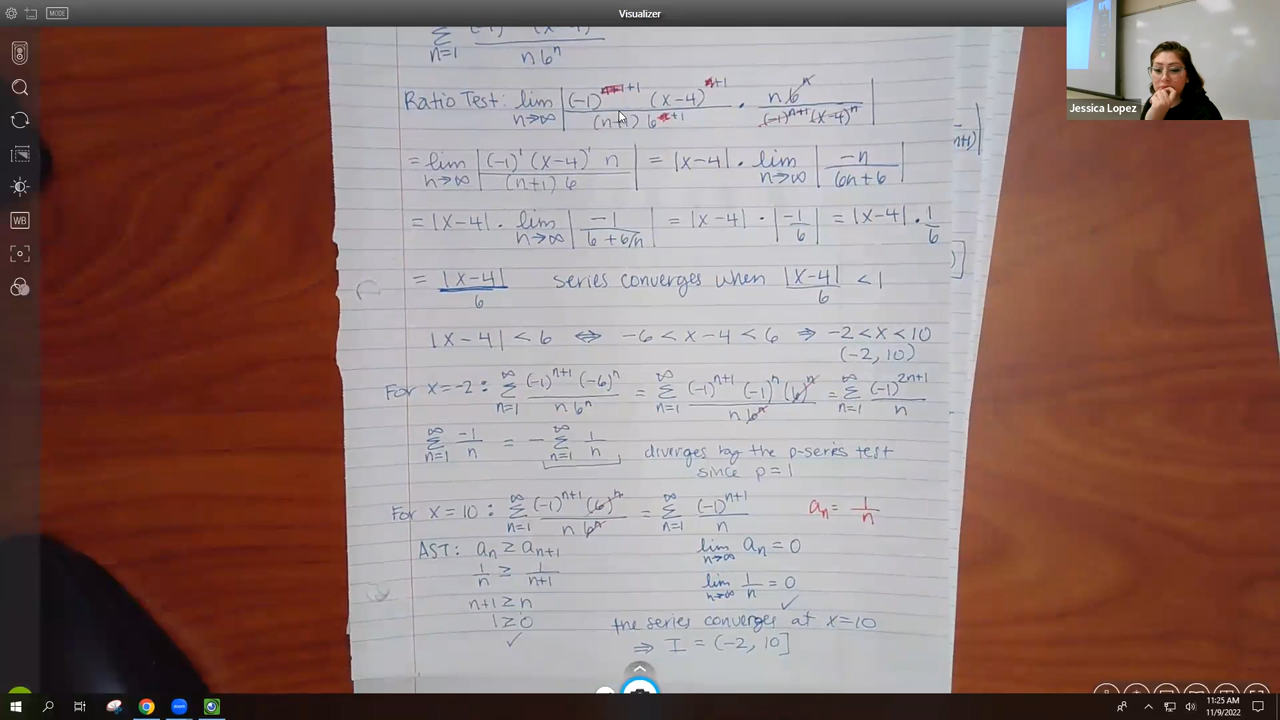 Visualizer
MODE
WB
Jessica Lopez
∑ n=1 n 6^n
Ratio Test: lim n→∞ | (-1)^{n+1+1} (x-4)^{n+1} / (n+1) 6^{n+1} · n 6^n / (-1)^{n+1} (x-4)^n |
= lim n→∞ | (-1)^1 (x-4)^1 n / (n+1) 6 | = |x-4| · lim n→∞ | -n / 6n+6 |
= |x-4| · lim n→∞ | -1 / 6+6/n | = |x-4| · |-1/6| = |x-4| · 1/6
= |x-4| / 6 series converges when |x-4| / 6 < 1
|x-4| < 6 ⇔ -6 < x-4 < 6 ⇒ -2 < x < 10
(-2, 10)
For x=-2: ∑_{n=1}^∞ (-1)^{n+1} (-6)^n / n 6^n = ∑_{n=1}^∞ (-1)^{n+1} (-1)^n (6)^n / n 6^n = ∑_{n=1}^∞ (-1)^{2n+1} / n
∑_{n=1}^∞ -1/n = -∑_{n=1}^∞ 1/n diverges by the p-series test
since p=1
For x=10: ∑_{n=1}^∞ (-1)^{n+1} (6)^n / n 6^n = ∑_{n=1}^∞ (-1)^{n+1} / n a_n = 1/n
AST: a_n ≥ a_{n+1} lim n→∞ a_n = 0
1/n ≥ 1/n+1 lim n→∞ 1/n = 0
n+1 ≥ n ✓
1 ≥ 0 the series converges at x=10
✓ ⇒ I = (-2, 10]
11:25 AM
11/9/2022